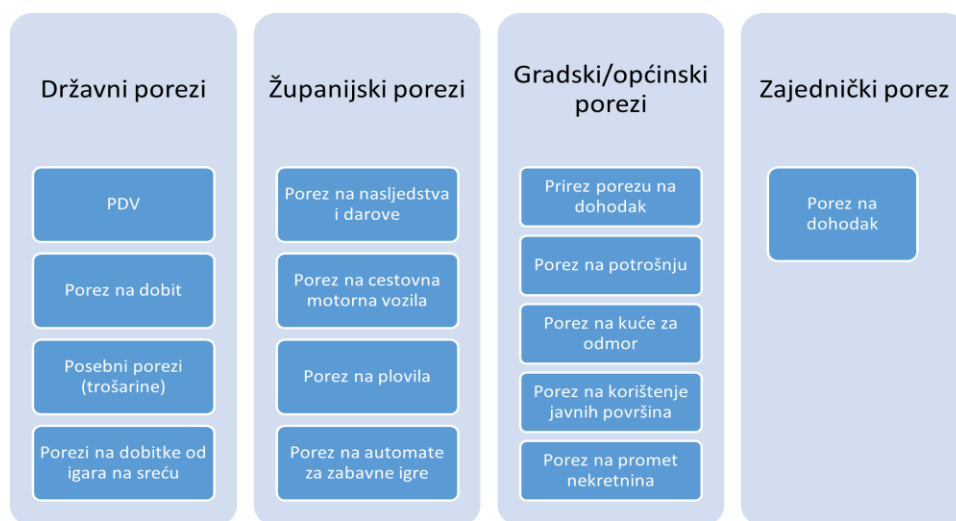 Državni porezi
PDV
Porez na dobit
Posebni porezi
(trošarine)
Porezi na dobitke od
igara na sreću
Županijski porezi
Porez na nasljedstva
i darove
Porez na cestovna
motorna vozila
Porez na plovila
Porez na automate
za zabavne igre
Gradski/općinski
porezi
Prirez porezu na
dohodak
Porez na potrošnju
Porez na kuće za
odmor
Porez na korištenje
javnih površina
Porez na promet
nekretnina
Zajednički porez
Porez na
dohodak